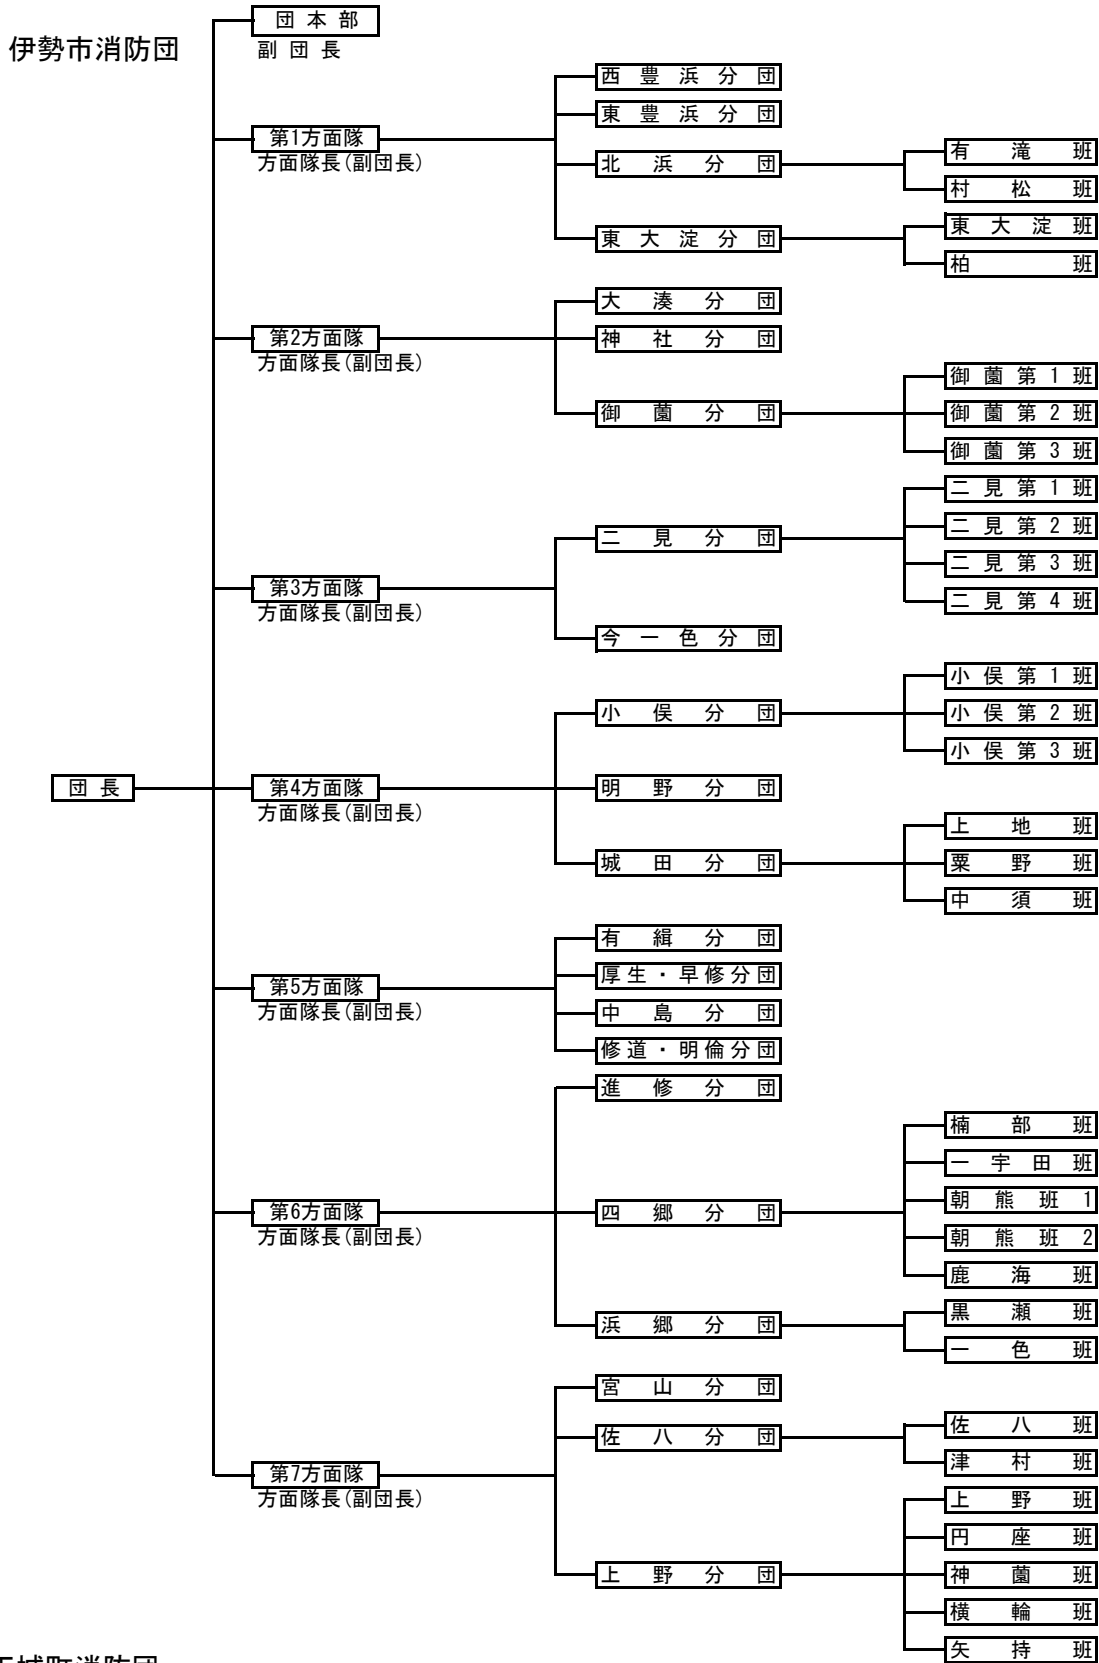 団本部
伊勢市消防団
副団長
西豊浜分団
東豊浜分団
第1方面隊
方面隊長(副団長)
北浜分団
有滝班
村松班
東大淀分団
東大淀班
柏班
第2方面隊
方面隊長(副団長)
大湊分団
神社分団
御薗分団
御薗第1班
御薗第2班
御薗第3班
第3方面隊
方面隊長(副団長)
二見分団
二見第1班
二見第2班
二見第3班
二見第4班
今一色分団
団長
第4方面隊
方面隊長(副団長)
小俣分団
小俣第1班
小俣第2班
小俣第3班
明野分団
城田分団
上地班
粟野班
中須班
第5方面隊
方面隊長(副団長)
有緝分団
厚生・早修分団
中島分団
修道・明倫分団
第6方面隊
方面隊長(副団長)
進修分団
四郷分団
楠部班
一宇田班
朝熊班1
朝熊班2
鹿海班
浜郷分団
黒瀬班
一色班
第7方面隊
方面隊長(副団長)
宮山分団
佐八分団
佐八班
津村班
上野分団
上野班
円座班
神薗班
横輪班
矢持班